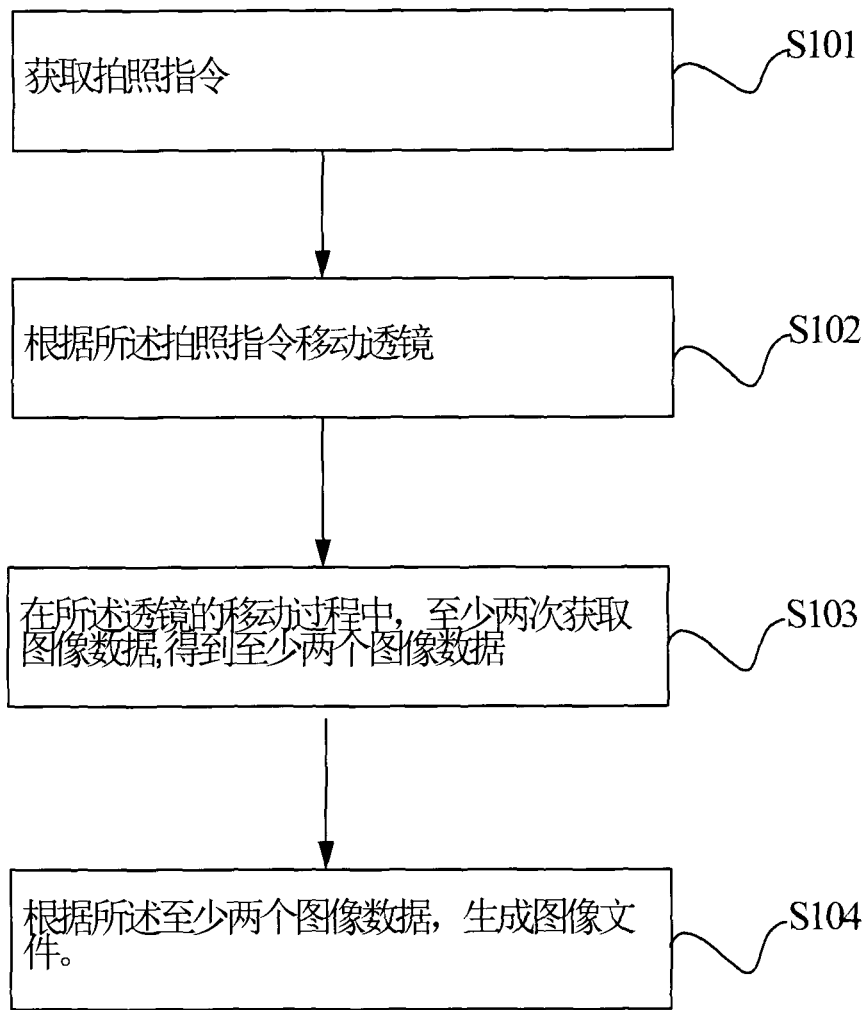 获取拍照指令
S101
根据所述拍照指令移动透镜
S102
在所述透镜的移动过程中，至少两次获取
图像数据,得到至少两个图像数据
S103
根据所述至少两个图像数据，生成图像文
件。
S104